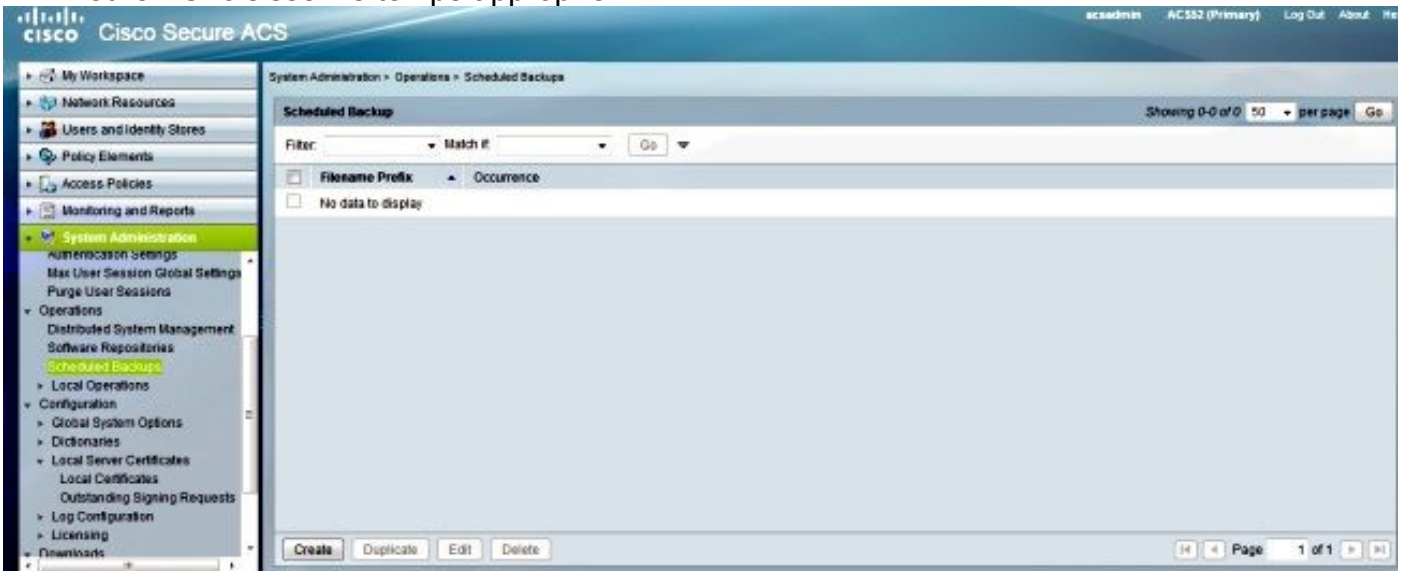 cisco Cisco Secure ACS
acsadmin ACS52 (Primary) Log Out About He
My Workspace
Network Resources
Users and Identity Stores
Policy Elements
Access Policies
Monitoring and Reports
System Administration
Authentication Settings
Max User Session Global Settings
Purge User Sessions
Operations
Distributed System Management
Software Repositories
Scheduled Backups
Local Operations
Configuration
Global System Options
Dictionaries
Local Server Certificates
Local Certificates
Outstanding Signing Requests
Log Configuration
Licensing
Downloads
System Administration > Operations > Scheduled Backups
Scheduled Backup
Showing 0-0 of 0 50 per page Go
Filter: Match if: Go
Filename Prefix Occurrence
No data to display
Create Duplicate Edit Delete
Page 1 of 1